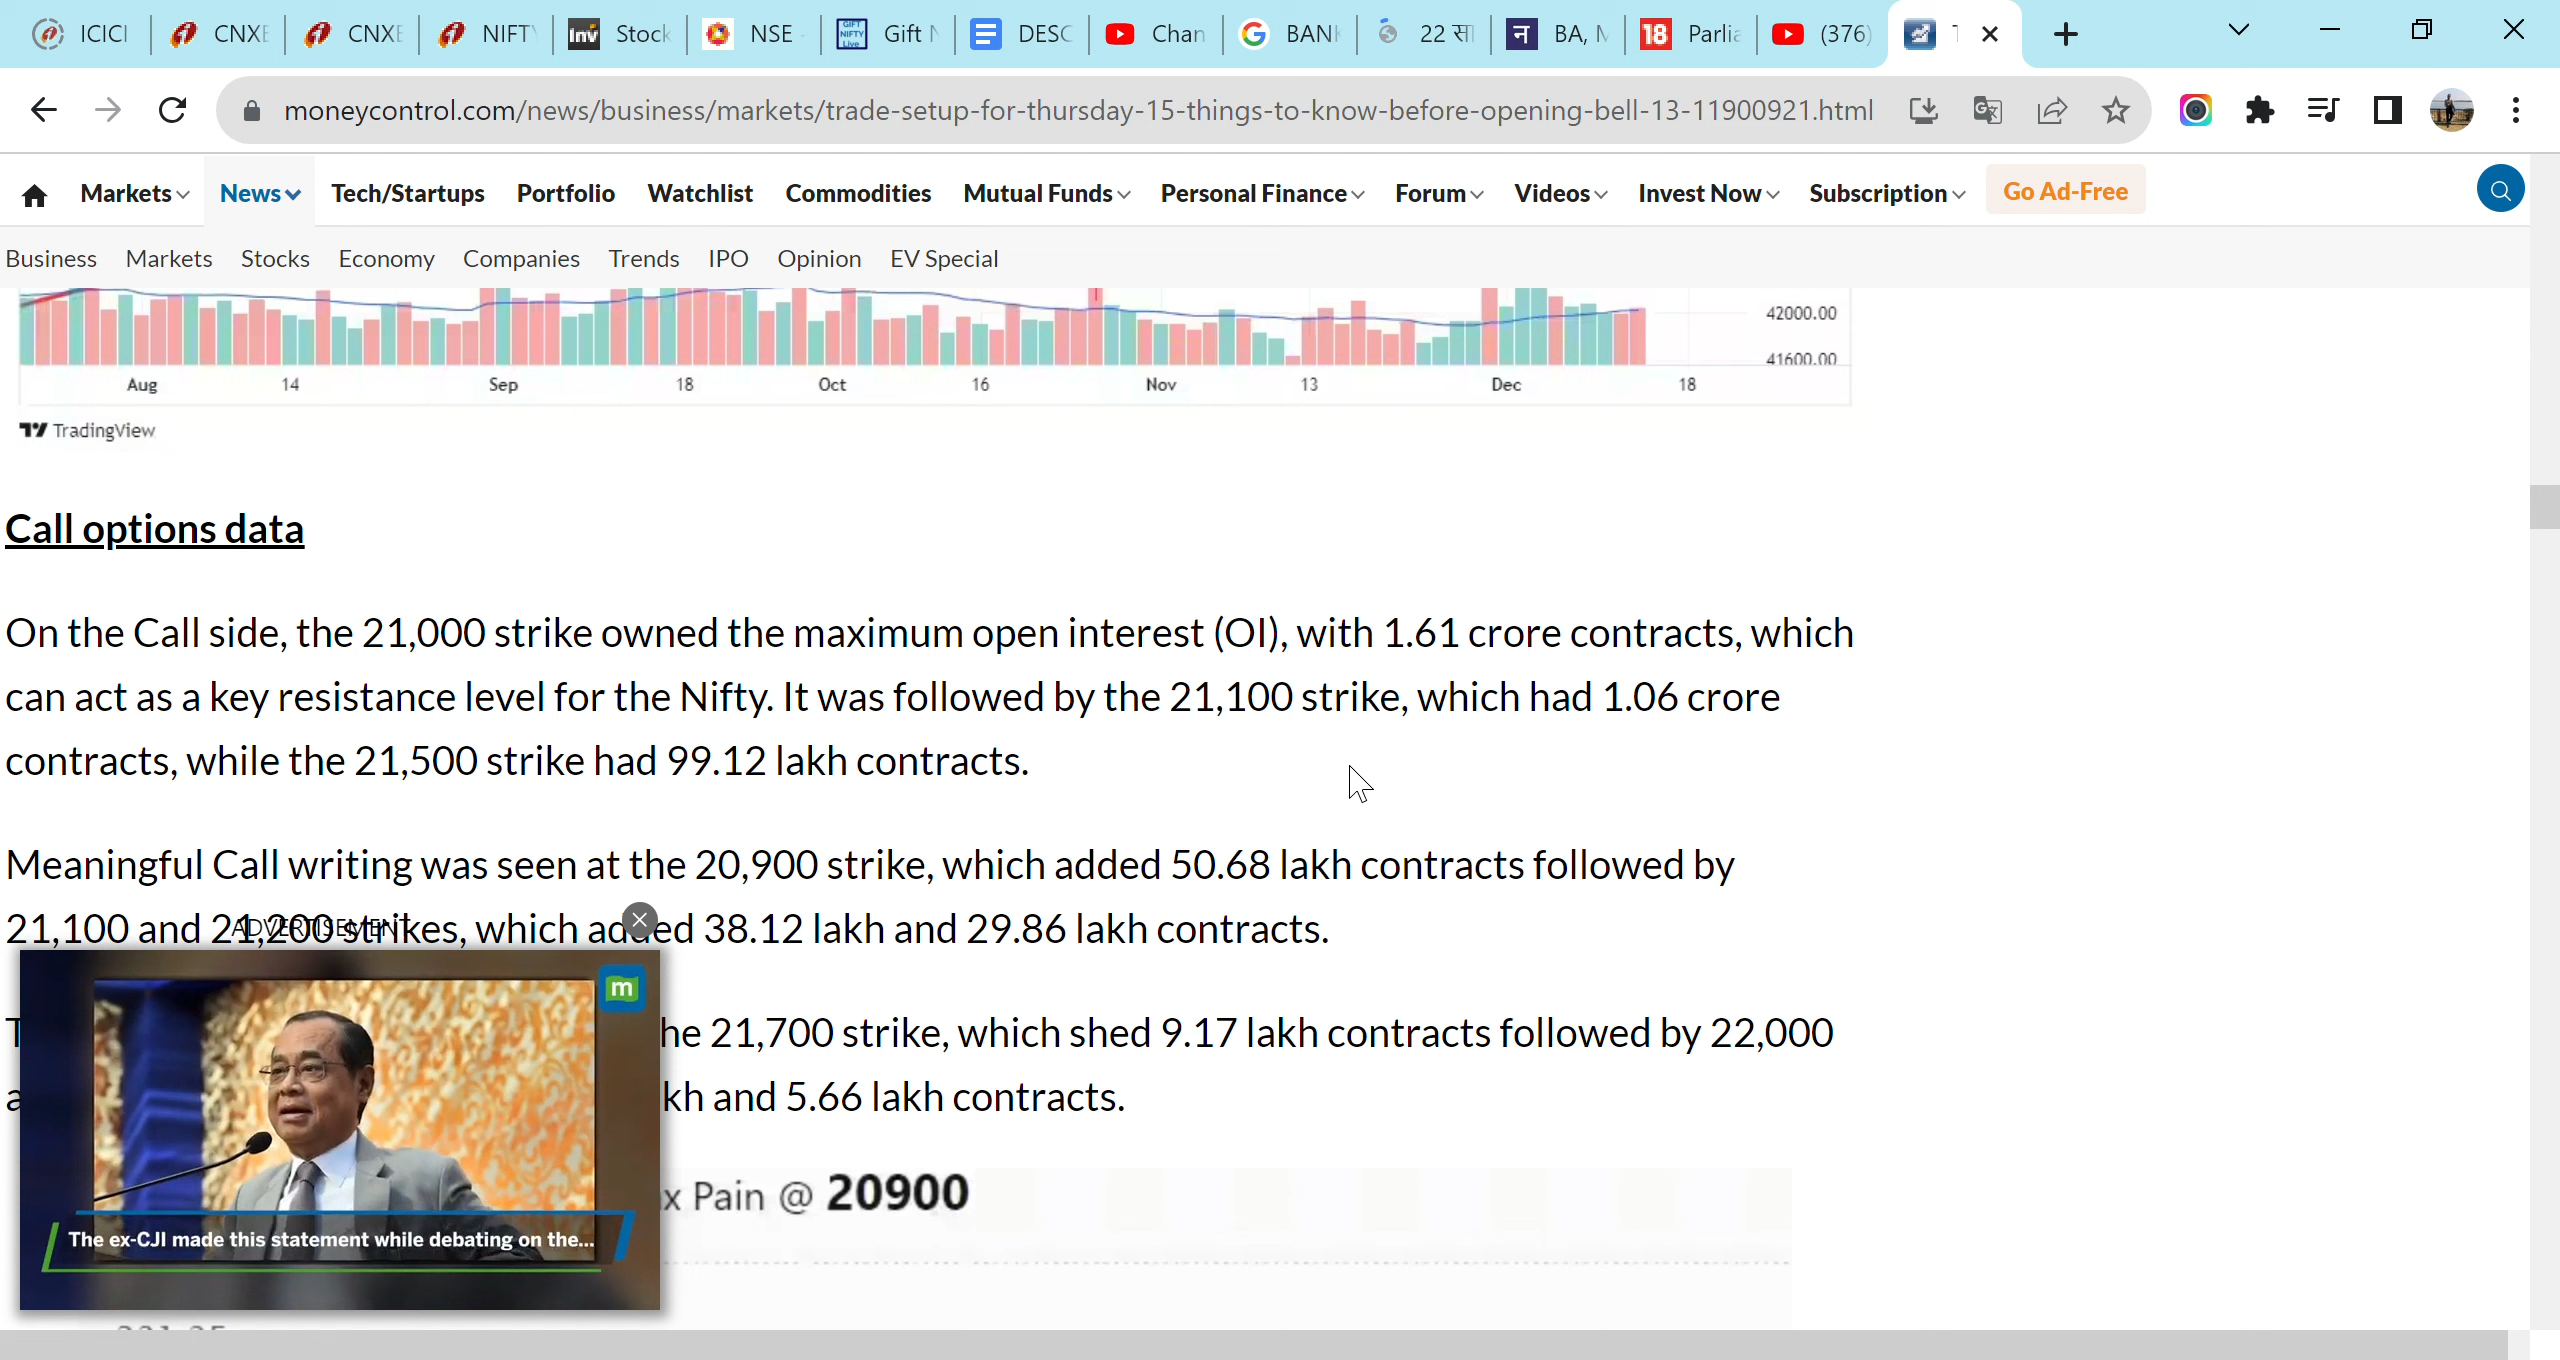 ICICI CNXE CNXE NIFTY Stock NSE - Gift N DESC Chan BANK 22 सा BA, M Parlia (376) T
moneycontrol.com/news/business/markets/trade-setup-for-thursday-15-things-to-know-before-opening-bell-13-11900921.html
Markets News Tech/Startups Portfolio Watchlist Commodities Mutual Funds Personal Finance Forum Videos Invest Now Subscription Go Ad-Free
Business Markets Stocks Economy Companies Trends IPO Opinion EV Special
42000.00
41600.00
Aug 14 Sep 18 Oct 16 Nov 13 Dec 18
TradingView
Call options data
On the Call side, the 21,000 strike owned the maximum open interest (OI), with 1.61 crore contracts, which
can act as a key resistance level for the Nifty. It was followed by the 21,100 strike, which had 1.06 crore
contracts, while the 21,500 strike had 99.12 lakh contracts.
Meaningful Call writing was seen at the 20,900 strike, which added 50.68 lakh contracts followed by
21,100 and 21,200 strikes, which added 38.12 lakh and 29.86 lakh contracts.
ADVERTISEMENT
he 21,700 strike, which shed 9.17 lakh contracts followed by 22,000
kh and 5.66 lakh contracts.
x Pain @ 20900
m
The ex-CJI made this statement while debating on the...